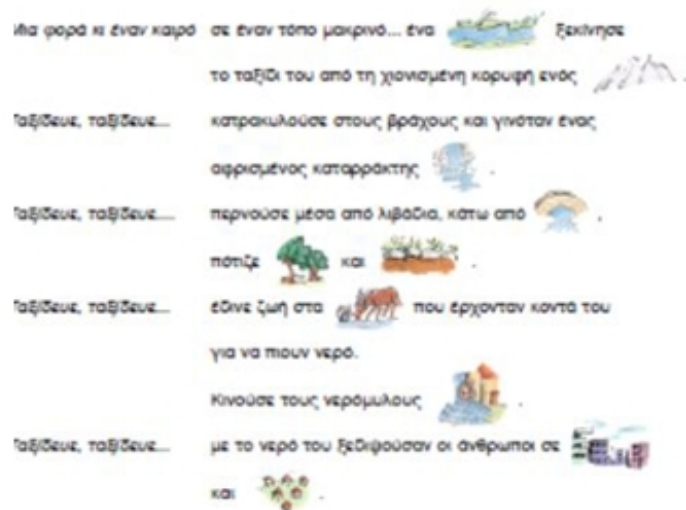 Μια φορά κι έναν καιρό σε έναν τόπο μακρινό... ένα ξεκίνησε
το ταξίδι του από τη χιονισμένη κορυφή ενός .
Ταξίδευε, ταξίδευε... κατρακυλούσε στους βράχους και γινόταν ένας
αφρισμένος καταρράκτης .
Ταξίδευε, ταξίδευε.... περνούσε μέσα από λιβάδια, κάτω από ,
πότιζε και .
Ταξίδευε, ταξίδευε... έδινε ζωή στα που έρχονταν κοντά του
για να πιουν νερό.
Κινούσε τους νερόμυλους .
Ταξίδευε, ταξίδευε... με το νερό του ξεδιψούσαν οι άνθρωποι σε
και .